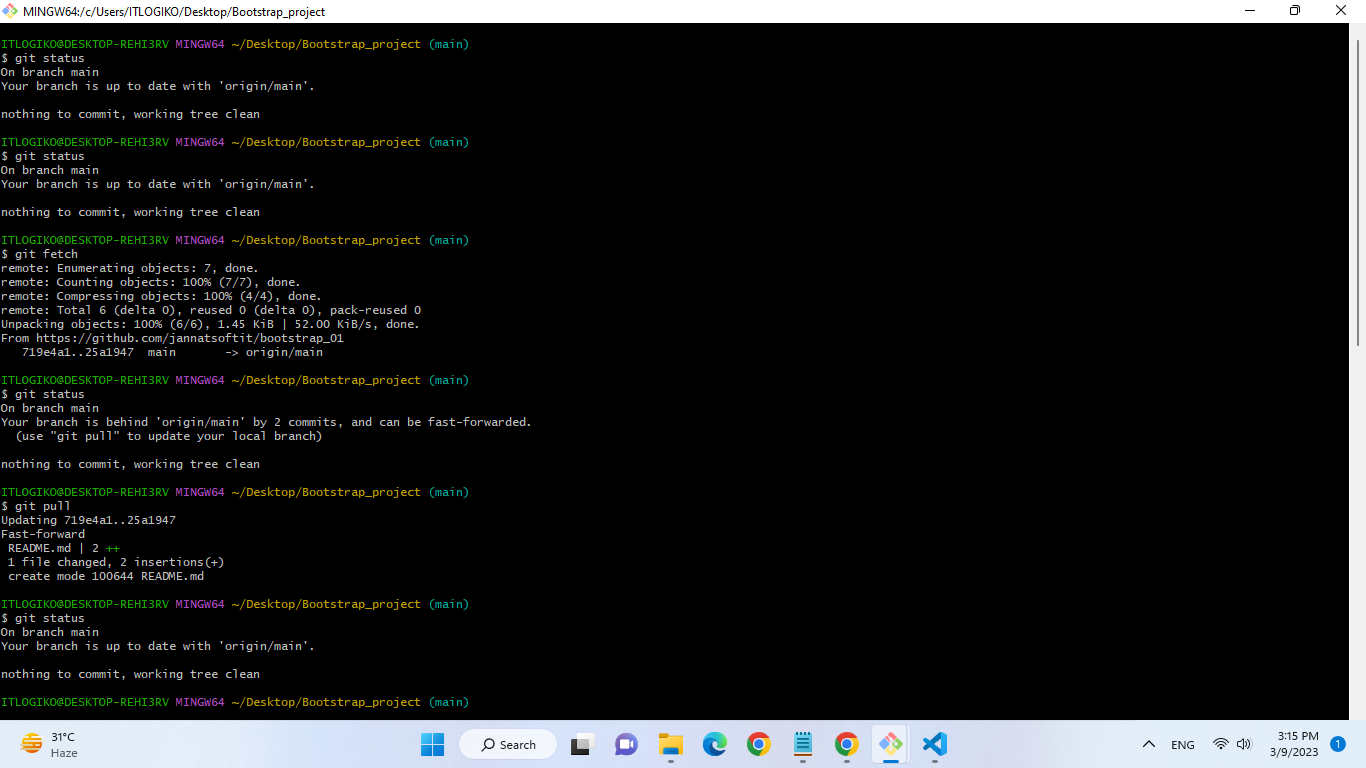 MINGW64:/c/Users/ITLOGIKO/Desktop/Bootstrap_project
ITLOGIKO@DESKTOP-REHI3RV MINGW64 ~/Desktop/Bootstrap_project (main)
$ git status
On branch main
Your branch is up to date with 'origin/main'.
nothing to commit, working tree clean
ITLOGIKO@DESKTOP-REHI3RV MINGW64 ~/Desktop/Bootstrap_project (main)
$ git status
On branch main
Your branch is up to date with 'origin/main'.
nothing to commit, working tree clean
ITLOGIKO@DESKTOP-REHI3RV MINGW64 ~/Desktop/Bootstrap_project (main)
$ git fetch
remote: Enumerating objects: 7, done.
remote: Counting objects: 100% (7/7), done.
remote: Compressing objects: 100% (4/4), done.
remote: Total 6 (delta 0), reused 0 (delta 0), pack-reused 0
Unpacking objects: 100% (6/6), 1.45 KiB | 52.00 KiB/s, done.
From https://github.com/jannatsoftit/bootstrap_01
   719e4a1..25a1947  main       -> origin/main
ITLOGIKO@DESKTOP-REHI3RV MINGW64 ~/Desktop/Bootstrap_project (main)
$ git status
On branch main
Your branch is behind 'origin/main' by 2 commits, and can be fast-forwarded.
  (use "git pull" to update your local branch)
nothing to commit, working tree clean
ITLOGIKO@DESKTOP-REHI3RV MINGW64 ~/Desktop/Bootstrap_project (main)
$ git pull
Updating 719e4a1..25a1947
Fast-forward
 README.md | 2 ++
 1 file changed, 2 insertions(+)
 create mode 100644 README.md
ITLOGIKO@DESKTOP-REHI3RV MINGW64 ~/Desktop/Bootstrap_project (main)
$ git status
On branch main
Your branch is up to date with 'origin/main'.
nothing to commit, working tree clean
ITLOGIKO@DESKTOP-REHI3RV MINGW64 ~/Desktop/Bootstrap_project (main)
31°C
Haze
Search
ENG
3:15 PM
3/9/2023
1